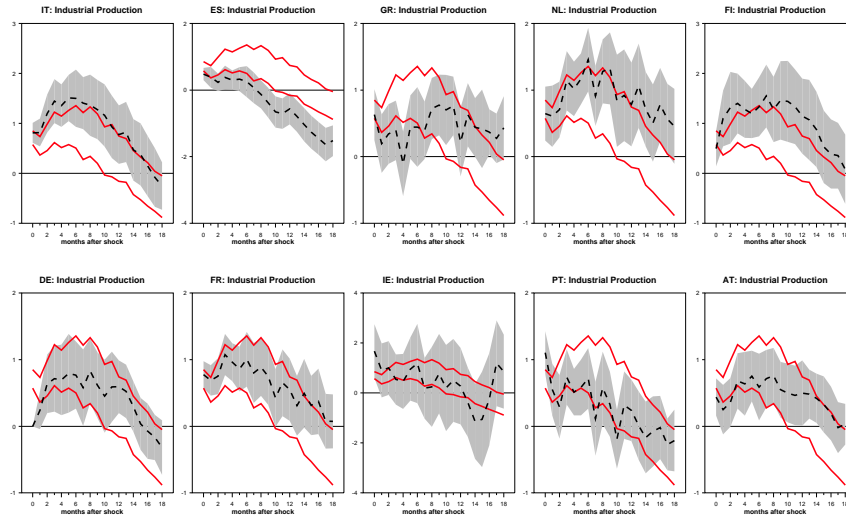 IT: Industrial Production
3
2
1
0
-1
0 2 4 6 8 10 12 14 16 18
months after shock
ES: Industrial Production
2
0
-2
-4
0 2 4 6 8 10 12 14 16 18
months after shock
GR: Industrial Production
2
1
0
-1
0 2 4 6 8 10 12 14 16 18
months after shock
NL: Industrial Production
2
1
0
-1
0 2 4 6 8 10 12 14 16 18
months after shock
FI: Industrial Production
3
2
1
0
-1
0 2 4 6 8 10 12 14 16 18
months after shock
DE: Industrial Production
2
1
0
-1
0 2 4 6 8 10 12 14 16 18
months after shock
FR: Industrial Production
2
1
0
-1
0 2 4 6 8 10 12 14 16 18
months after shock
IE: Industrial Production
4
2
0
-2
-4
0 2 4 6 8 10 12 14 16 18
months after shock
PT: Industrial Production
2
1
0
-1
0 2 4 6 8 10 12 14 16 18
months after shock
AT: Industrial Production
2
1
0
-1
0 2 4 6 8 10 12 14 16 18
months after shock